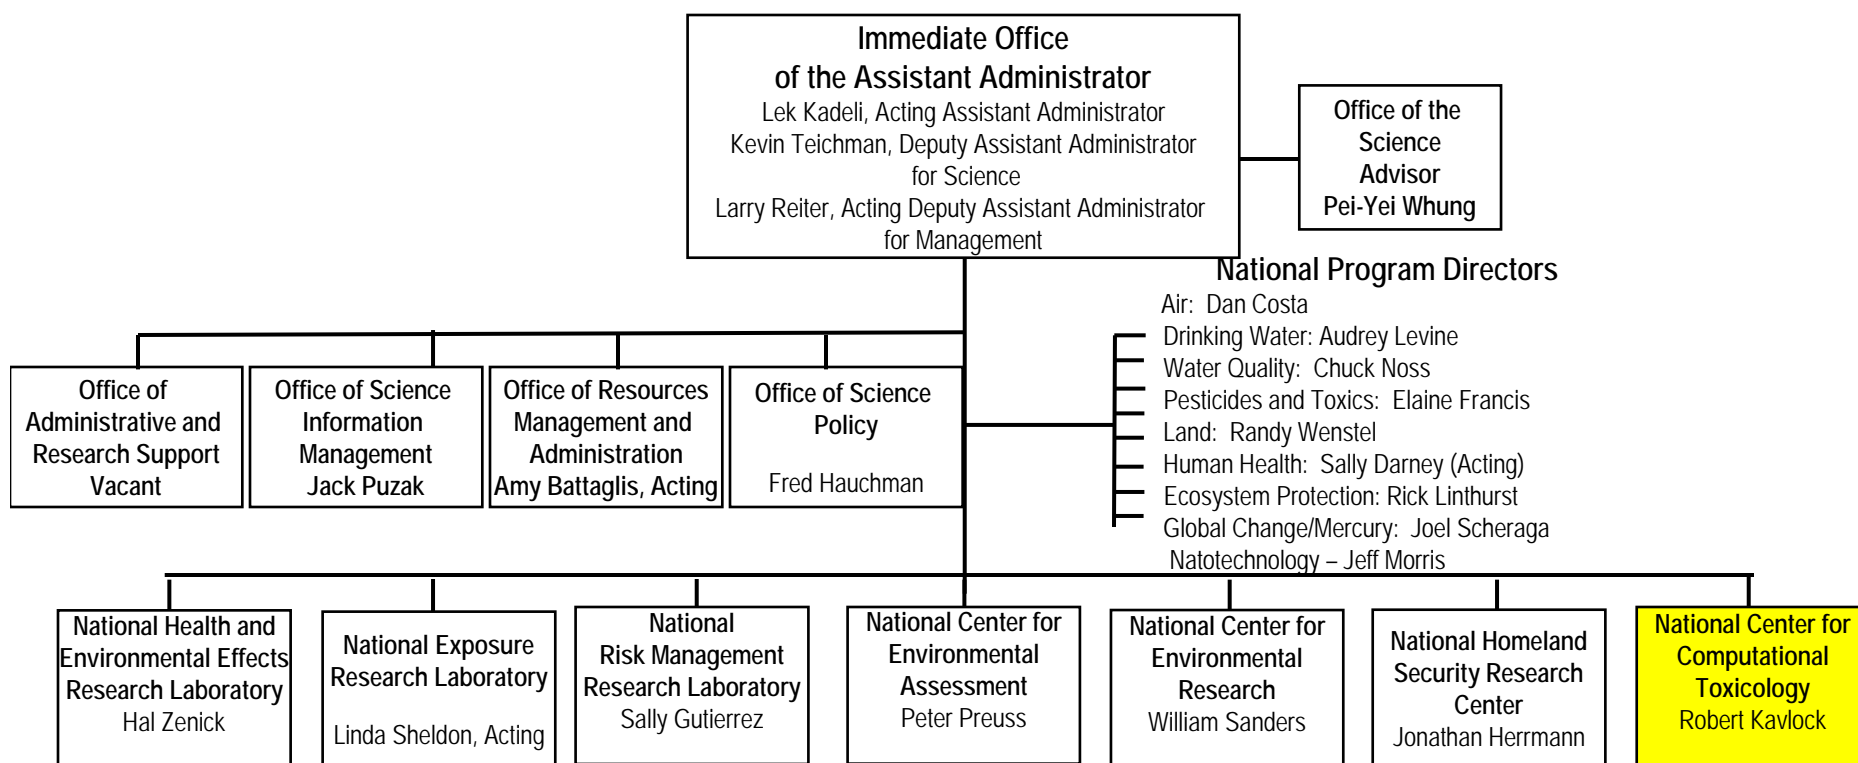 Immediate Office
of the Assistant Administrator
Lek Kadeli, Acting Assistant Administrator
Kevin Teichman, Deputy Assistant Administrator
for Science
Larry Reiter, Acting Deputy Assistant Administrator
for Management
Office of the
Science
Advisor
Pei-Yei Whung
National Program Directors
Air: Dan Costa
Drinking Water: Audrey Levine
Water Quality: Chuck Noss
Pesticides and Toxics: Elaine Francis
Land: Randy Wenstel
Human Health: Sally Darney (Acting)
Ecosystem Protection: Rick Linthurst
Global Change/Mercury: Joel Scheraga
Natotechnology – Jeff Morris
Office of
Administrative and
Research Support
Vacant
Office of Science
Information
Management
Jack Puzak
Office of Resources
Management and
Administration
Amy Battaglis, Acting
Office of Science
Policy
Fred Hauchman
National Health and
Environmental Effects
Research Laboratory
Hal Zenick
National Exposure
Research Laboratory
Linda Sheldon, Acting
National
Risk Management
Research Laboratory
Sally Gutierrez
National Center for
Environmental
Assessment
Peter Preuss
National Center for
Environmental
Research
William Sanders
National Homeland
Security Research
Center
Jonathan Herrmann
National Center for
Computational
Toxicology
Robert Kavlock